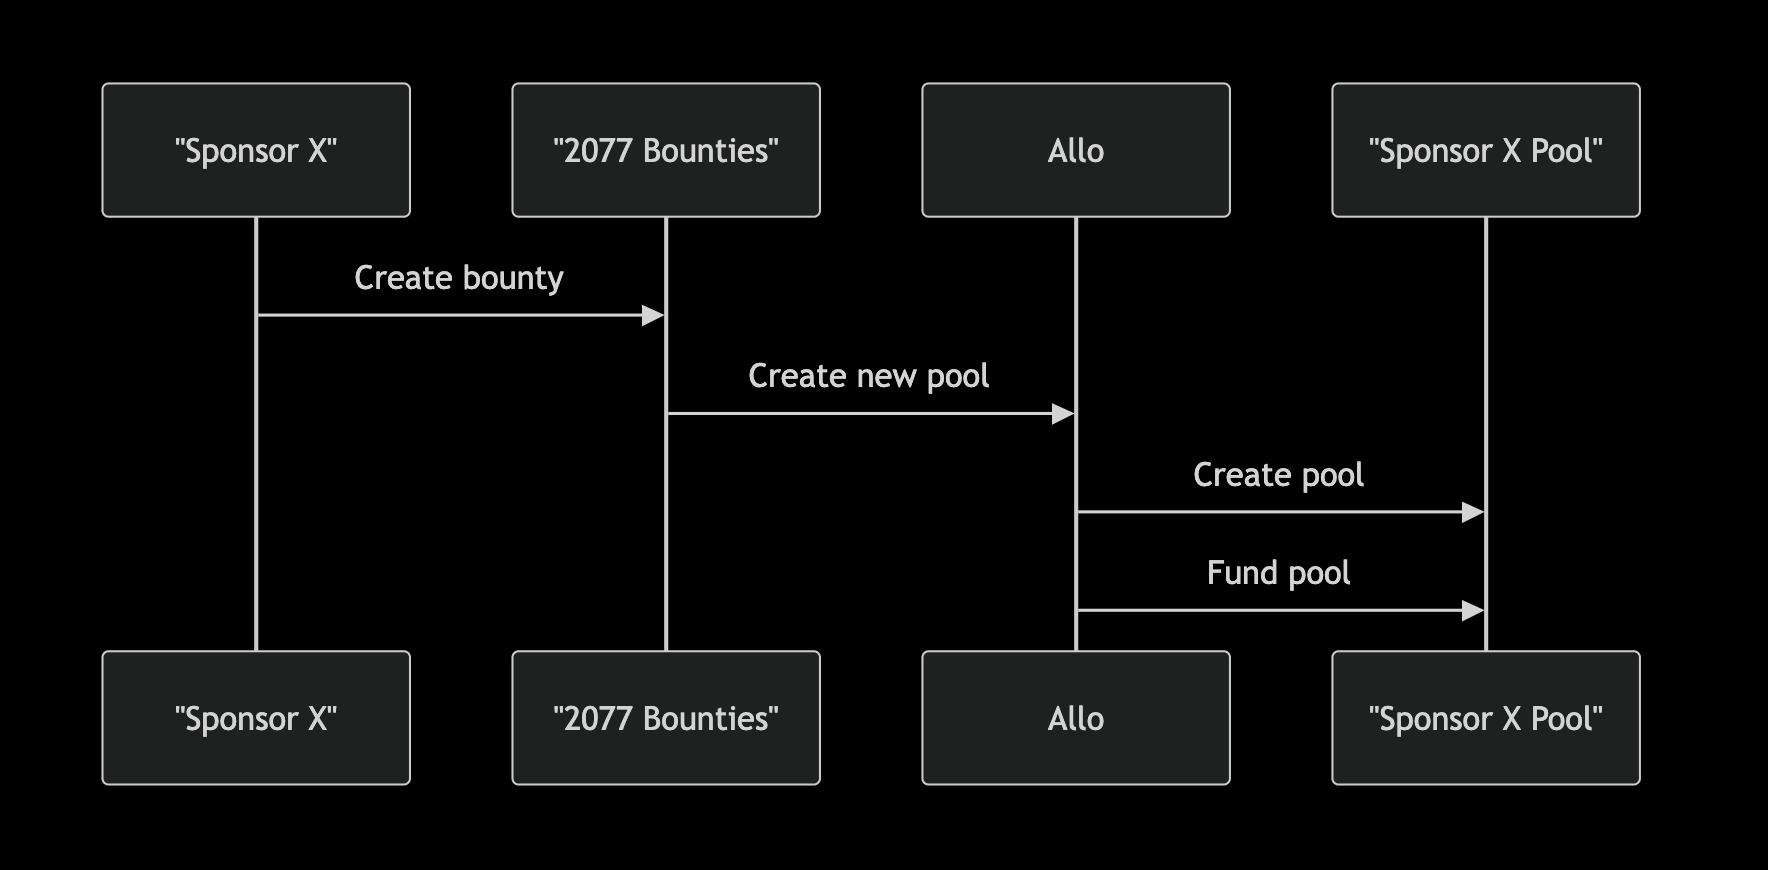 "Sponsor X"
"2077 Bounties"
Allo
"Sponsor X Pool"
Create bounty
Create new pool
Create pool
Fund pool
"Sponsor X"
"2077 Bounties"
Allo
"Sponsor X Pool"